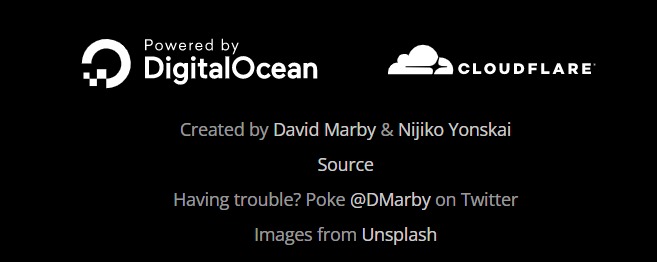 Powered by
DigitalOcean
CLOUDFLARE
Created by David Marby & Nijiko Yonskai
Source
Having trouble? Poke @DMarby on Twitter
Images from Unsplash